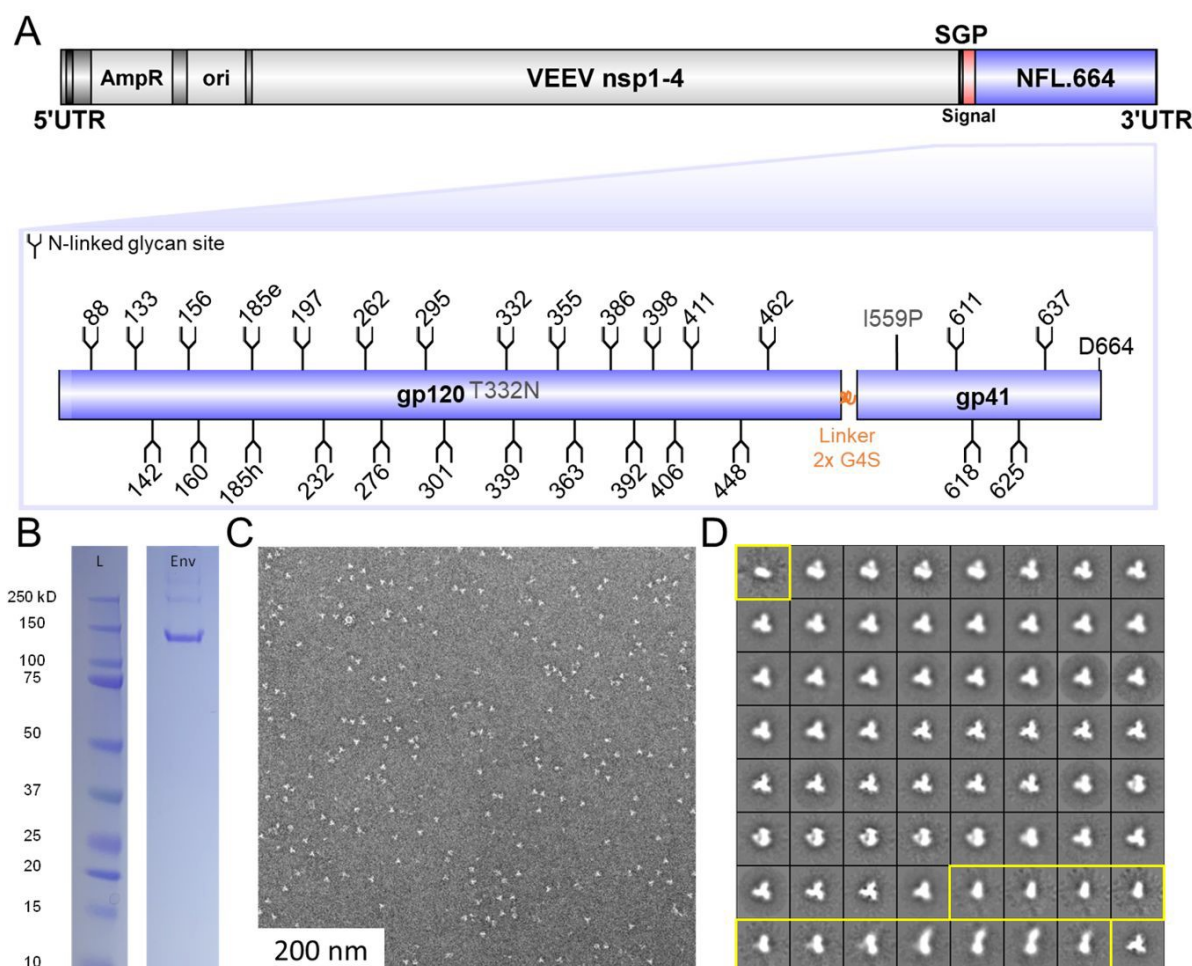 A
SGP
AmpR
ori
VEEV nsp1-4
NFL.664
5'UTR
Signal
3'UTR
N-linked glycan site
88
133
156
185e
197
262
295
332
355
386
398
411
462
I559P
611
637
D664
gp120 T332N
gp41
Linker
2x G4S
142
160
185h
232
276
301
339
363
392
406
448
618
625
B
L
Env
250 kD
150
100
75
50
37
25
20
15
10
C
200 nm
D